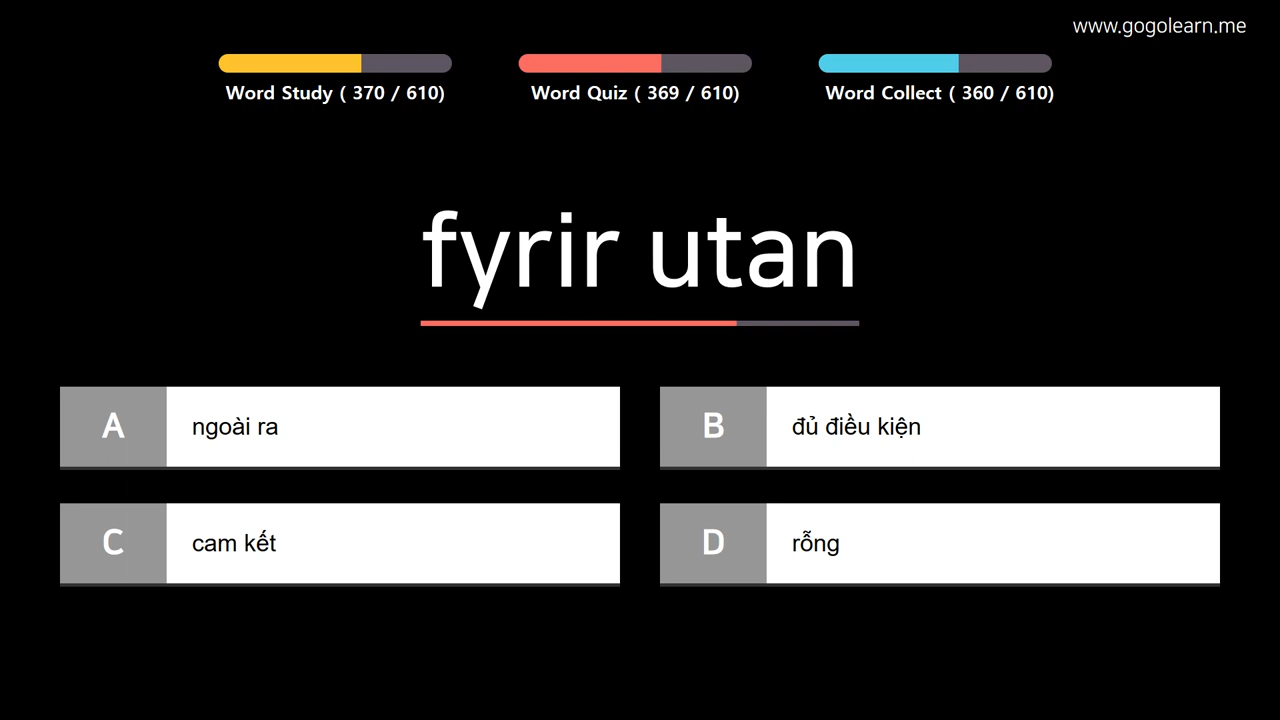 www.gogolearn.me
Word Study ( 370 / 610)
Word Quiz ( 369 / 610)
Word Collect ( 360 / 610)
fyrir utan
A
ngoài ra
B
đủ điều kiện
C
cam kết
D
rỗng